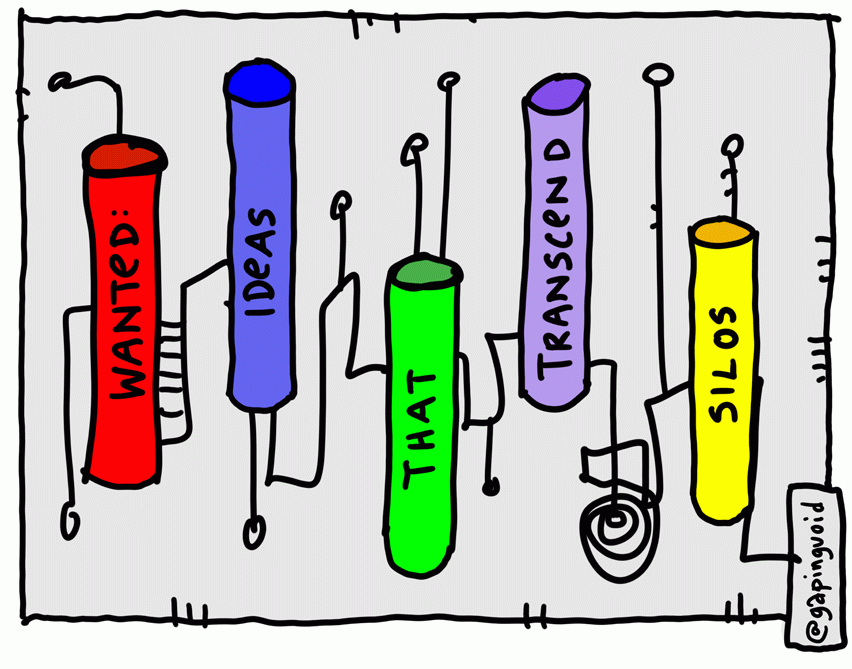 WANTeD:
IDeAS
THAT
TRANSCeND
SILOS
@gapingvoid